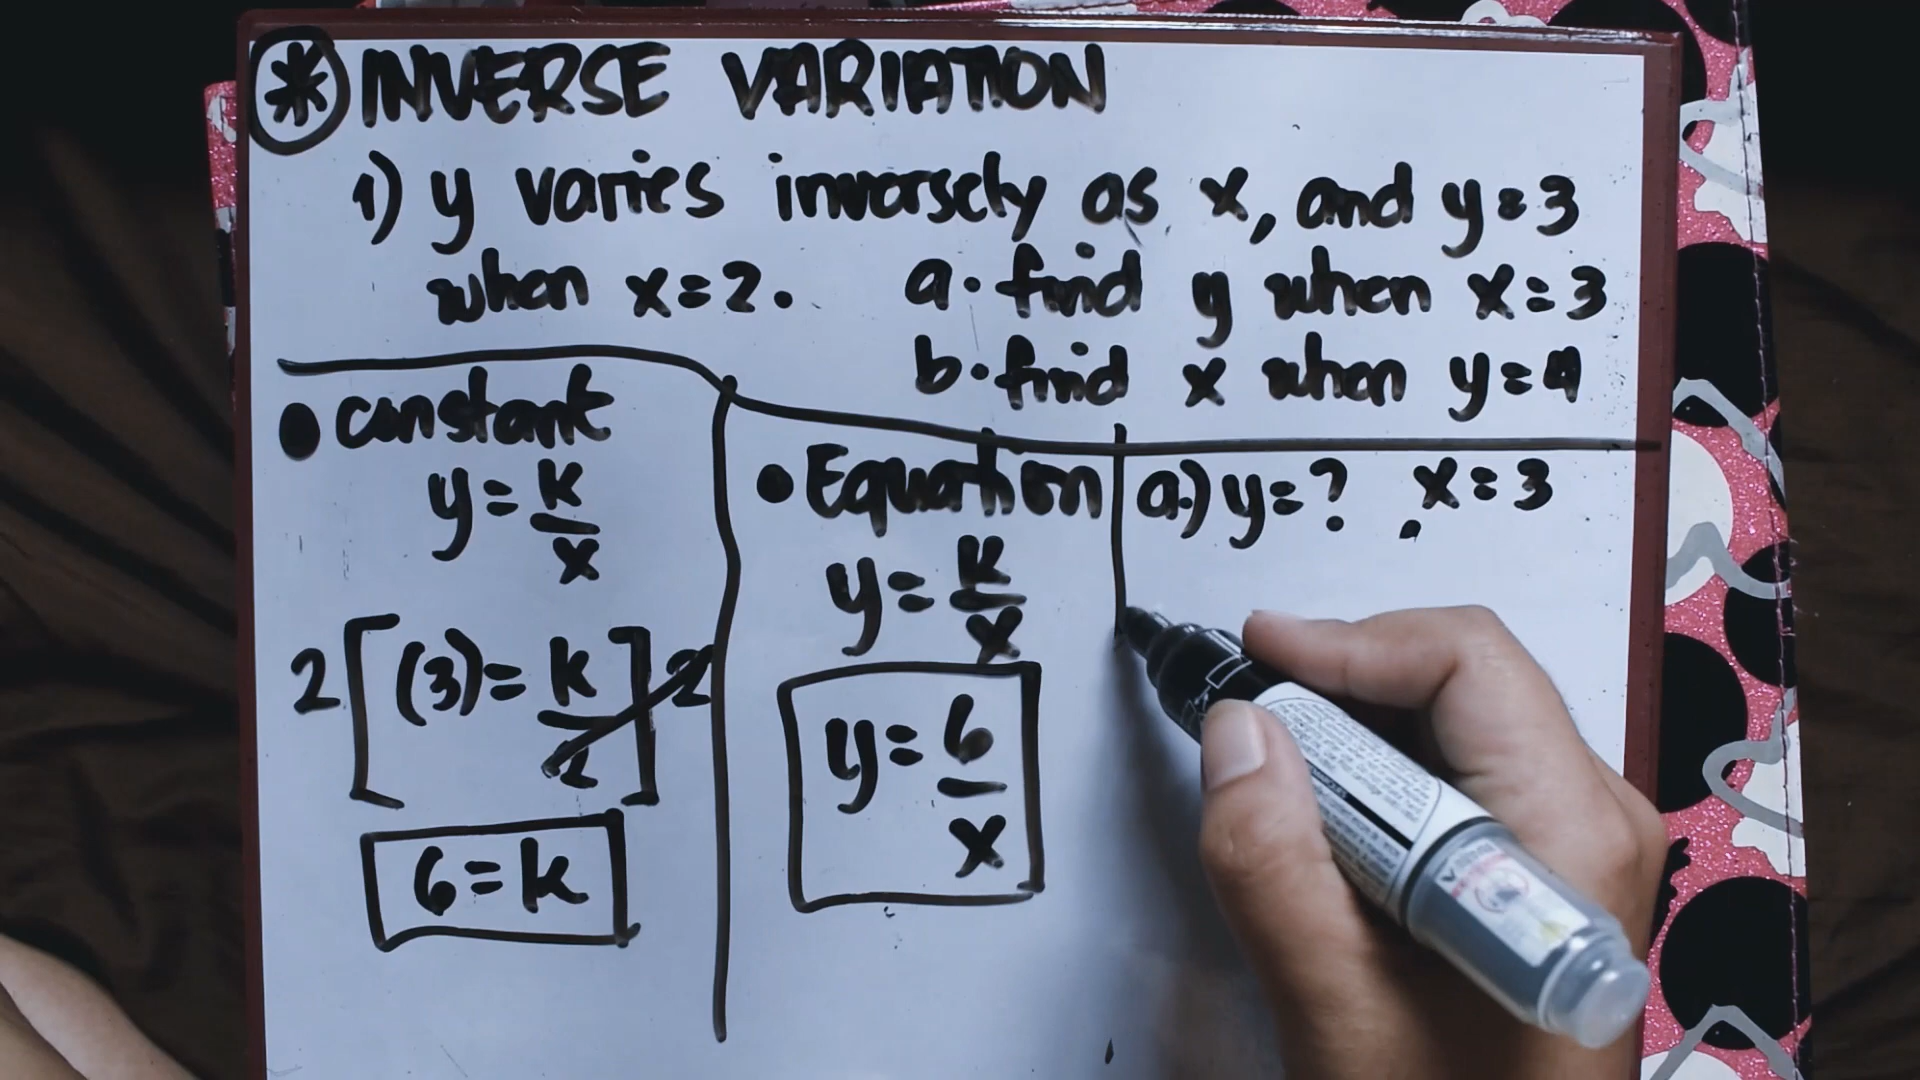 * INVERSE VARIATION
1) y varies inversely as x, and y=3
when x=2.
a. find y when x=3
b. find x when y=4
• constant
y=k/x
2[(3)=k/2]2
6=k
• Equation
y=k/x
y=6/x
a.) y=? , x=3